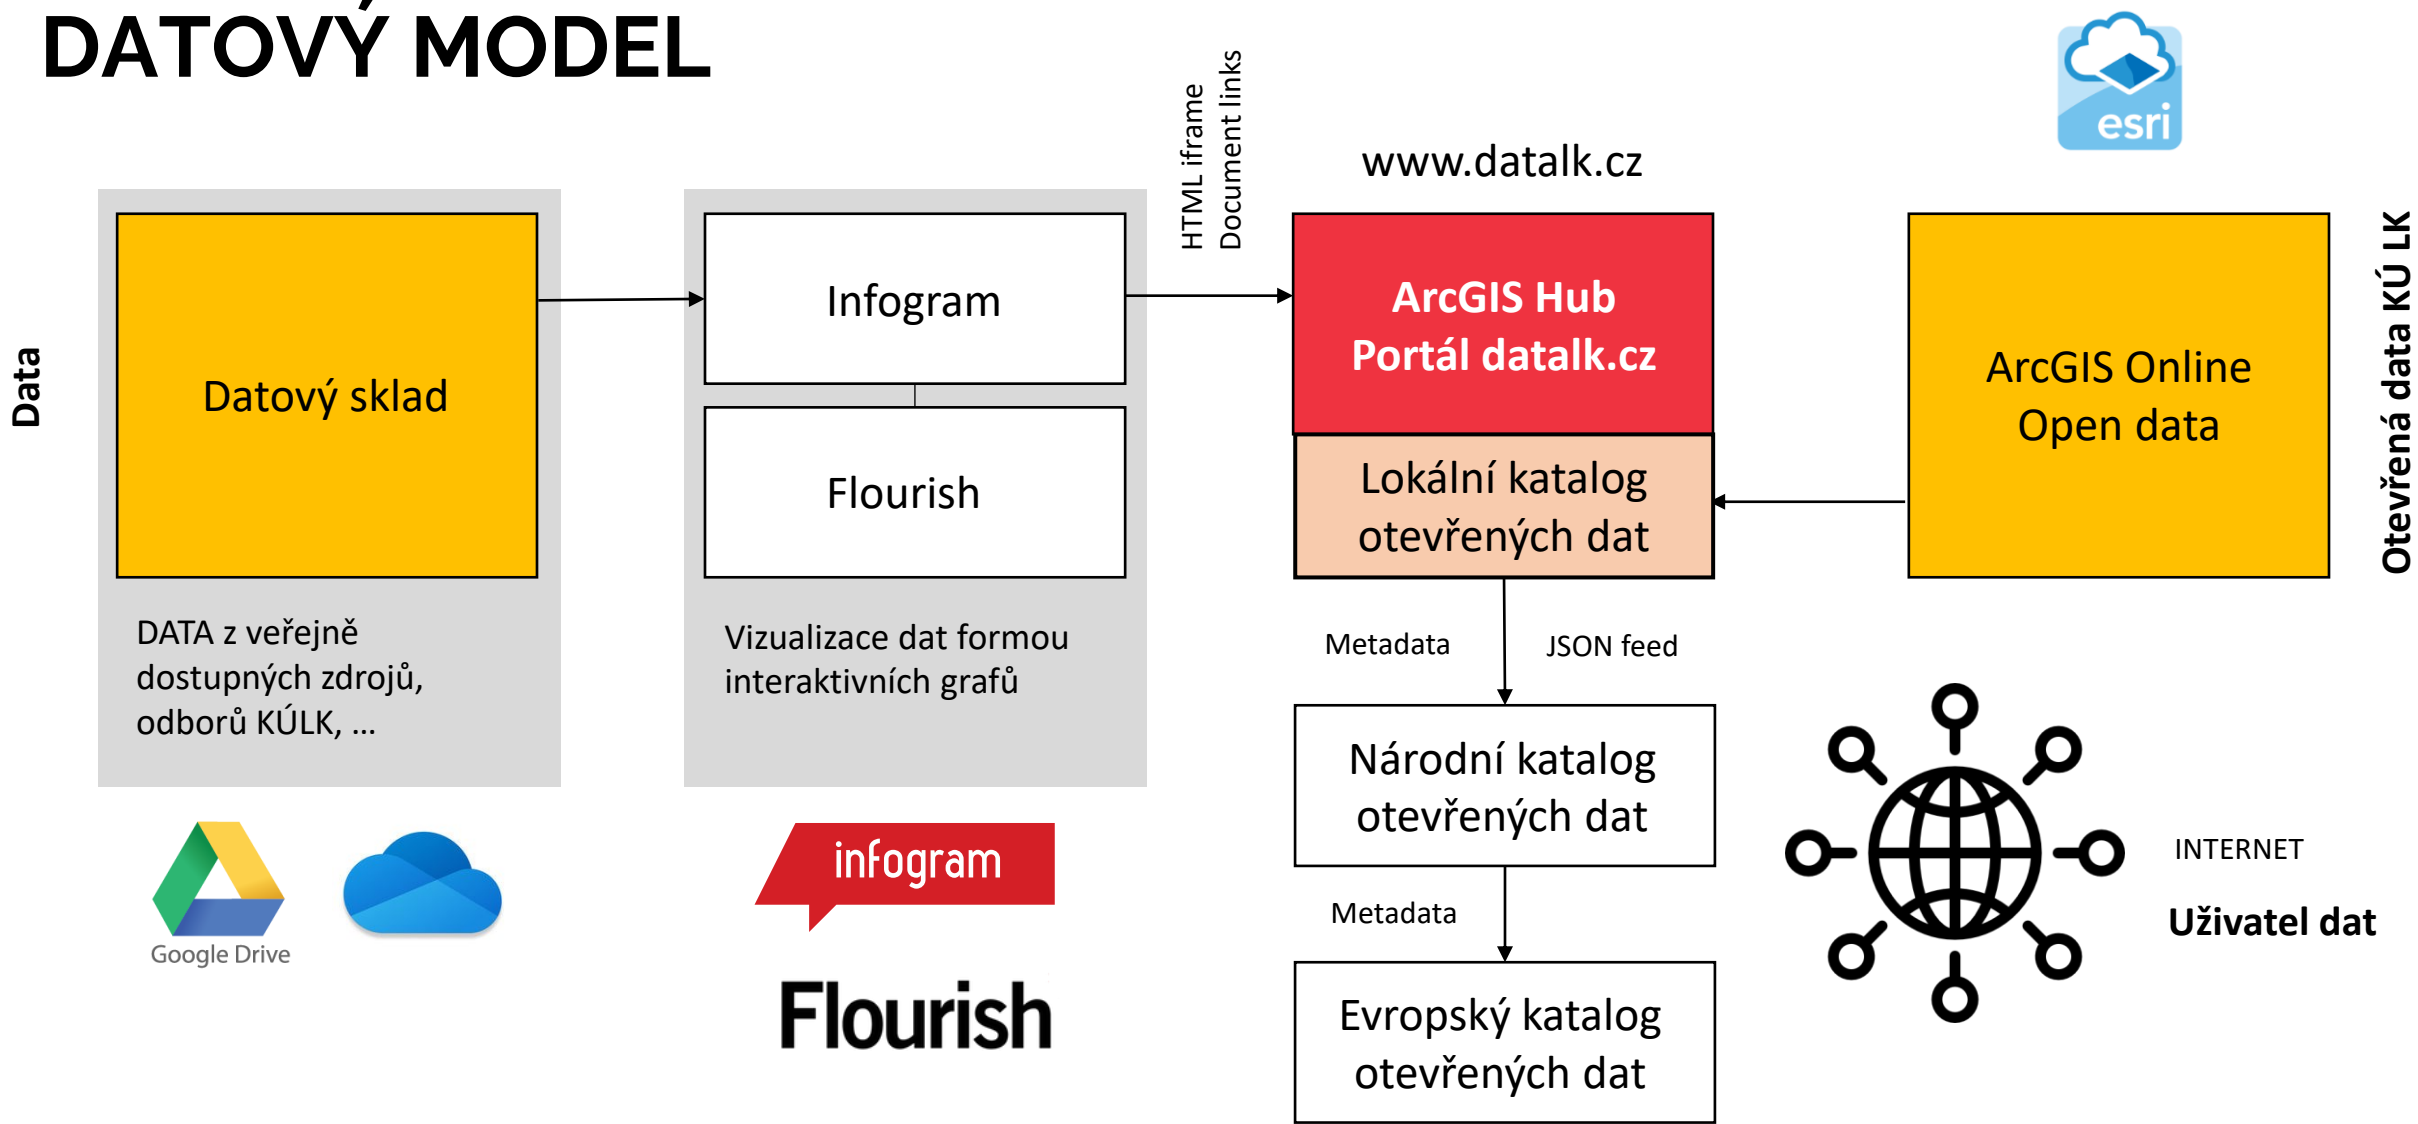 DATOVÝ MODEL
HTML iframe
Document links
www.datalk.cz
esri
Data
Datový sklad
DATA z veřejně
dostupných zdrojů,
odborů KÚLK, ...
Google Drive
Infogram
Flourish
Vizualizace dat formou
interaktivních grafů
infogram
Flourish
ArcGIS Hub
Portál datalk.cz
Lokální katalog
otevřených dat
Metadata
JSON feed
Národní katalog
otevřených dat
Metadata
Evropský katalog
otevřených dat
ArcGIS Online
Open data
Otevřená data KÚ LK
INTERNET
Uživatel dat